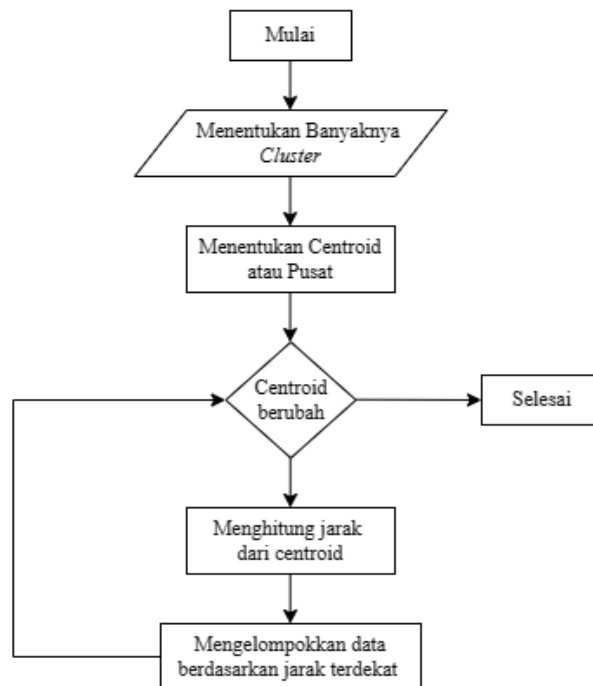 Mulai
Menentukan Banyaknya
Cluster
Menentukan Centroid
atau Pusat
Centroid
berubah
Selesai
Menghitung jarak
dari centroid
Mengelompokkan data
berdasarkan jarak terdekat